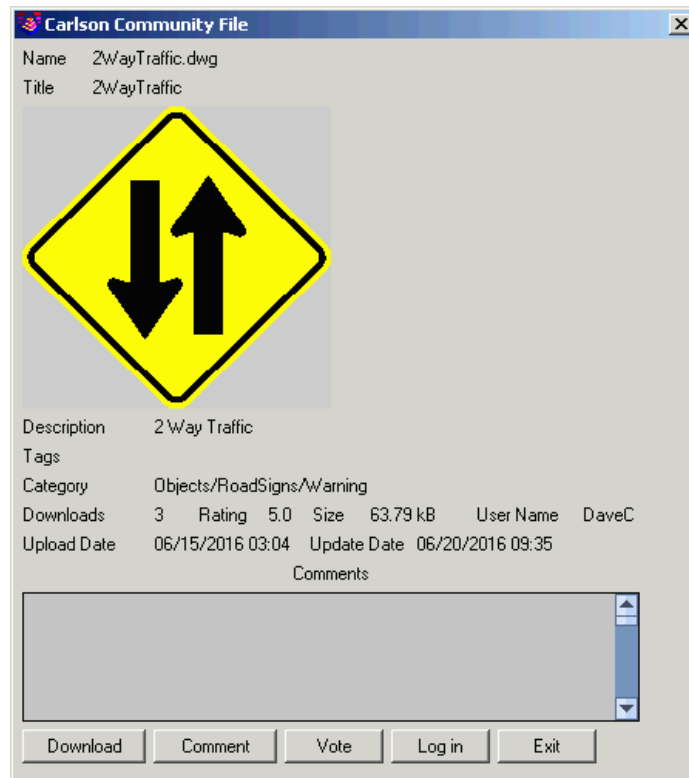 Carlson Community File
Name 2WayTraffic.dwg
Title 2WayTraffic
Description 2 Way Traffic
Tags
Category Objects/RoadSigns/Warning
Downloads 3 Rating 5.0 Size 63.79 kB User Name DaveC
Upload Date 06/15/2016 03:04 Update Date 06/20/2016 09:35
Comments
Download Comment Vote Log in Exit